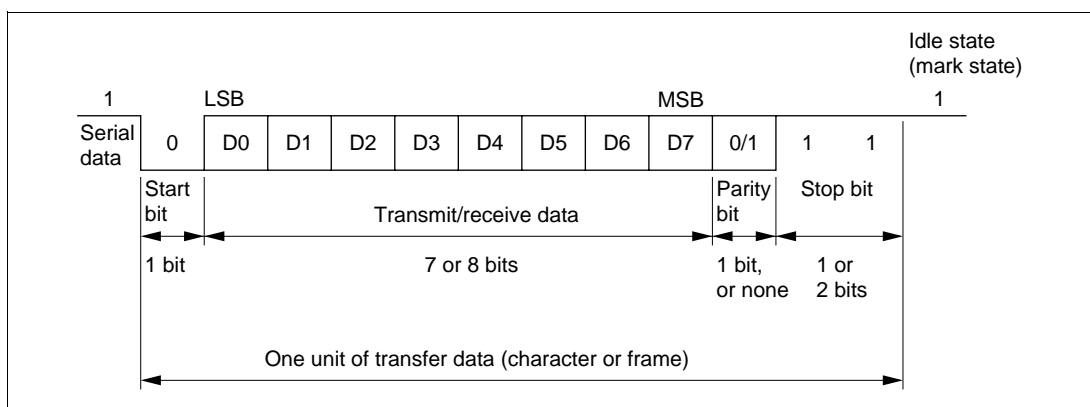 Idle state
(mark state)
1 LSB MSB 1
Serial
data
0 D0 D1 D2 D3 D4 D5 D6 D7 0/1 1 1
Start
bit
Transmit/receive data
Parity
bit
Stop bit
1 bit
7 or 8 bits
1 bit,
or none
1 or
2 bits
One unit of transfer data (character or frame)